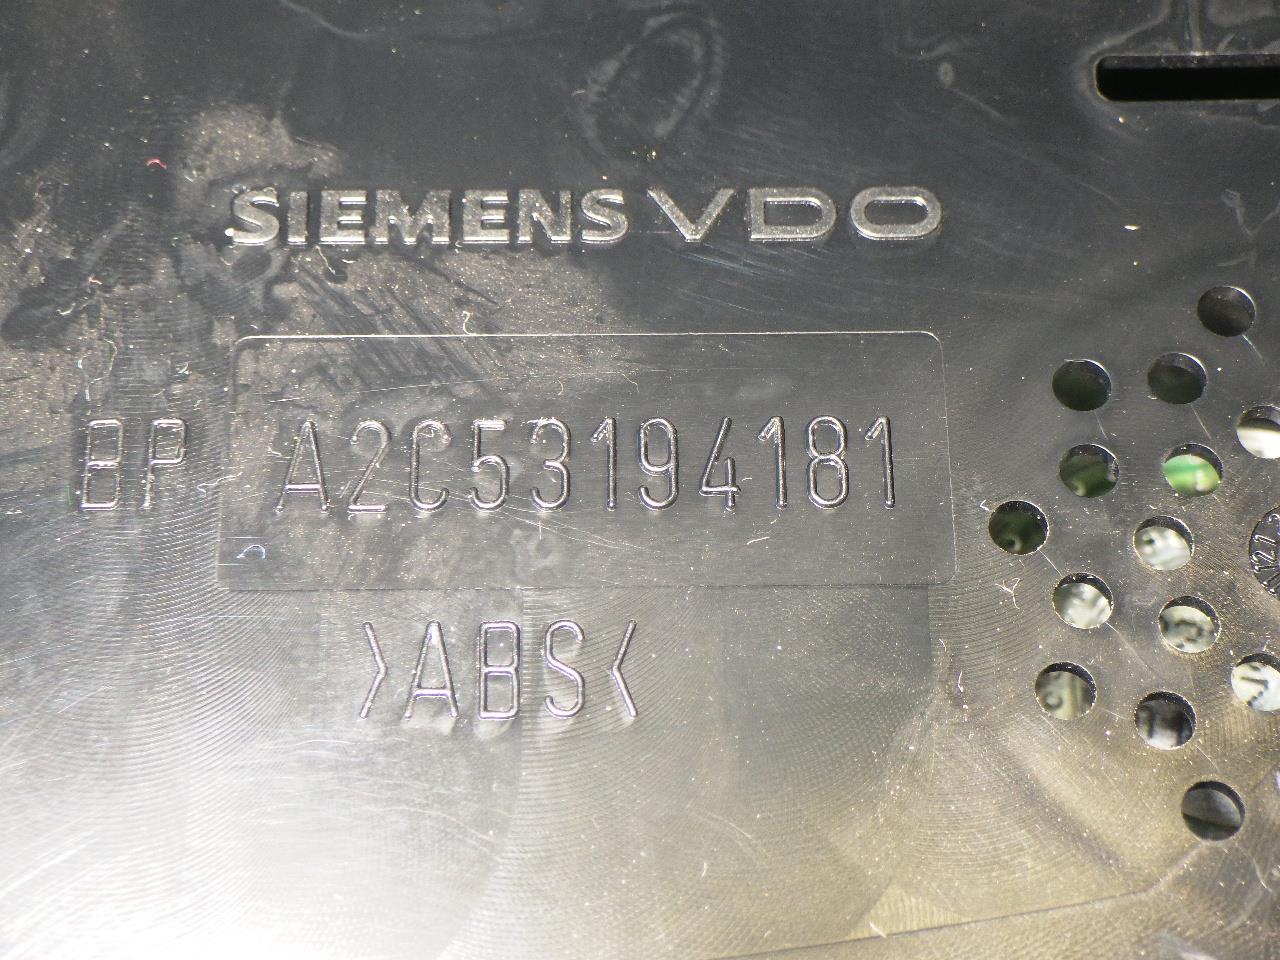 SIEMENS VDO
BP A2C53194181
>ABS<